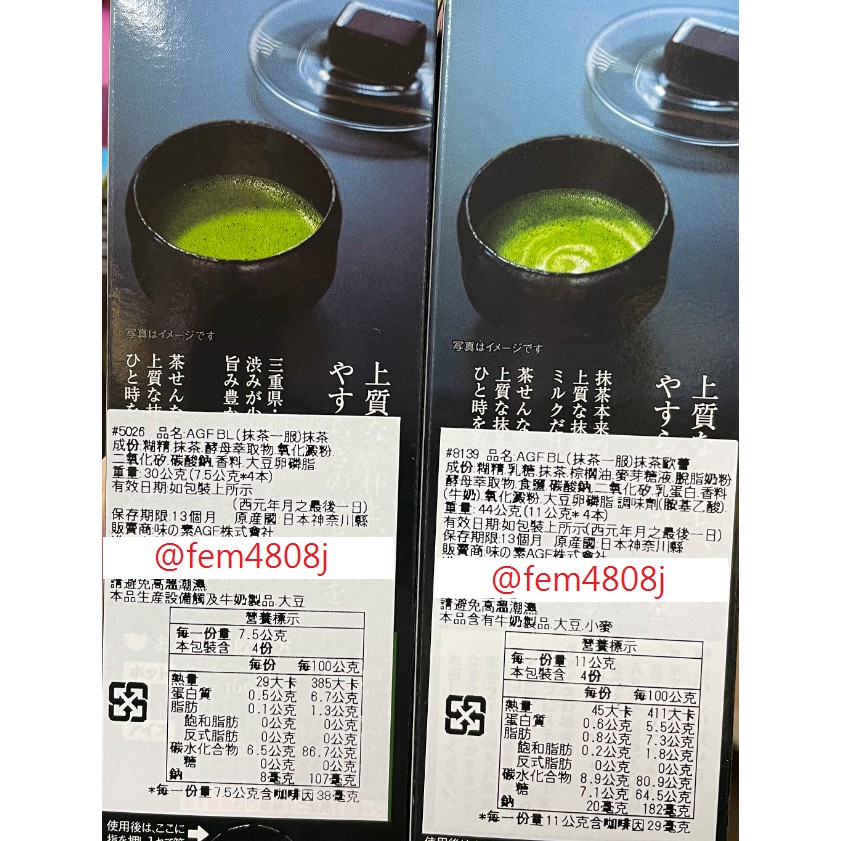 写真はイメージです
上質な
やす
三重県・
渋みが少
旨み豊か
茶せんな
上質な抹
ひと時を
#5026 品名:AGFBL(抹茶一服)抹茶
成份:糊精.抹茶.酵母萃取物.氧化澱粉
二氧化矽.碳酸鈉.香料.大豆卵磷脂
重量:30公克(7.5公克*4本)
有效日期:如包裝上所示
(西元年月之最後一日)
保存期限:13個月 原産國:日本神奈川縣
販賣商:味の素AGF株式會社
@fem4808j
請避免高溫潮濕
本品生産設備觸及牛奶製品.大豆
營養標示
每一份量 7.5公克
本包裝含 4份
每份 每100公克
熱量 29大卡 385大卡
蛋白質 0.5公克 6.7公克
脂肪 0.1公克 1.3公克
飽和脂肪 0公克 0公克
反式脂肪 0公克 0公克
碳水化合物 6.5公克 86.7公克
糖 0公克 0公克
鈉 8毫克 107毫克
*每一份量7.5公克含咖啡因38毫克
使用後は、ここに
写真はイメージです
上質な
やすら
抹茶本来
上質な抹
ミルクだ
茶せんな
上質な抹
ひと時を
#8139 品名:AGFBL(抹茶一服)抹茶歐蕾
成份:糊精.乳糖.抹茶.棕櫚油.麥芽糖液.脫脂奶粉
酵母萃取物.食鹽.碳酸鈉.二氧化矽.乳蛋白.香料
(牛奶).氧化澱粉.大豆卵磷脂.調味劑(胺基乙酸)
重量:44公克(11公克*4本)
有效日期:如包裝上所示(西元年月之最後一日)
保存期限:13個月 原産國:日本神奈川縣
販賣商:味の素AGF株式會社
@fem4808j
請避免高溫潮濕
本品含有牛奶製品.大豆.小麥
營養標示
每一份量 11公克
本包裝含 4份
每份 每100公克
熱量 45大卡 411大卡
蛋白質 0.6公克 5.5公克
脂肪 0.8公克 7.3公克
飽和脂肪 0.2公克 1.8公克
反式脂肪 0公克 0公克
碳水化合物 8.9公克 80.9公克
糖 7.1公克 64.5公克
鈉 20毫克 182毫克
*每一份量11公克含咖啡因29毫克